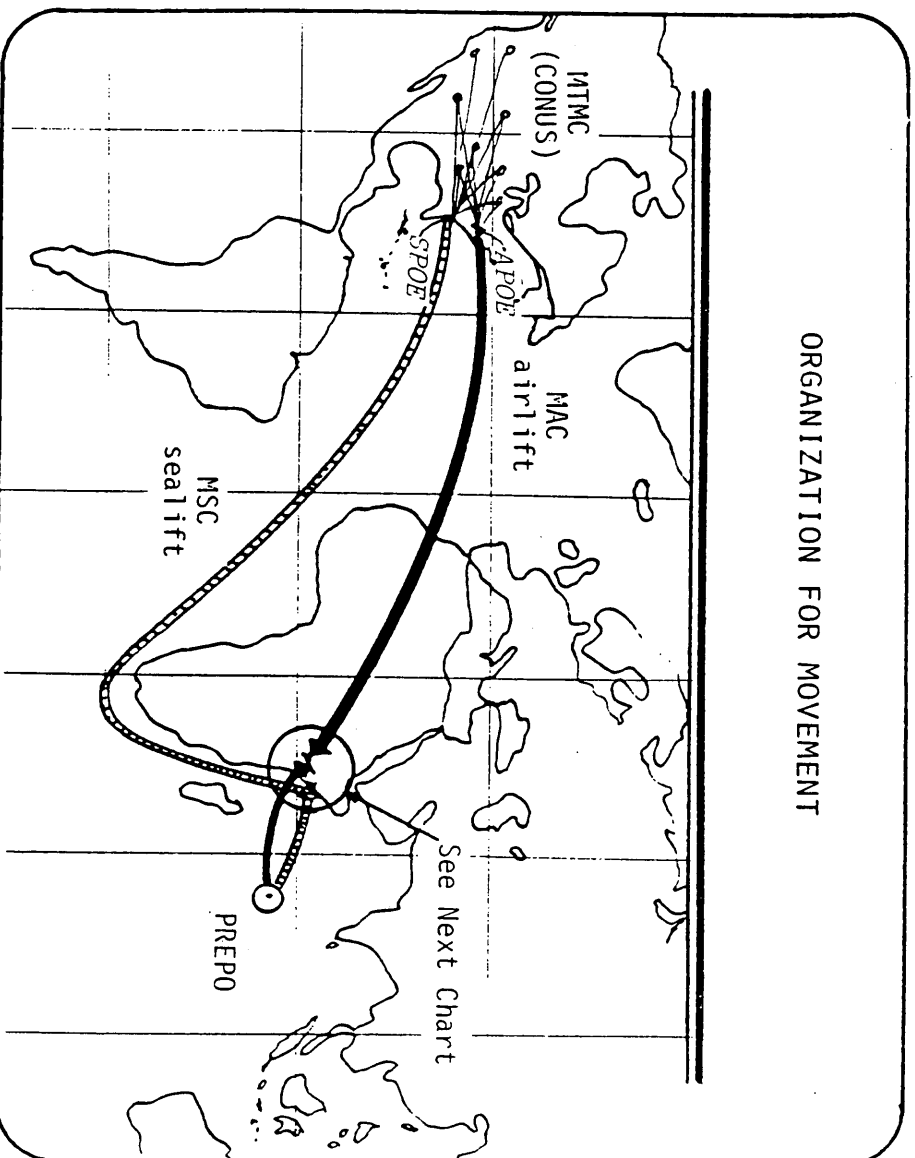 ORGANIZATION FOR MOVEMENT
MTMC
(CONUS)
APOE
SPOE
MAC
airlift
MSC
sealift
See Next Chart
PREPO